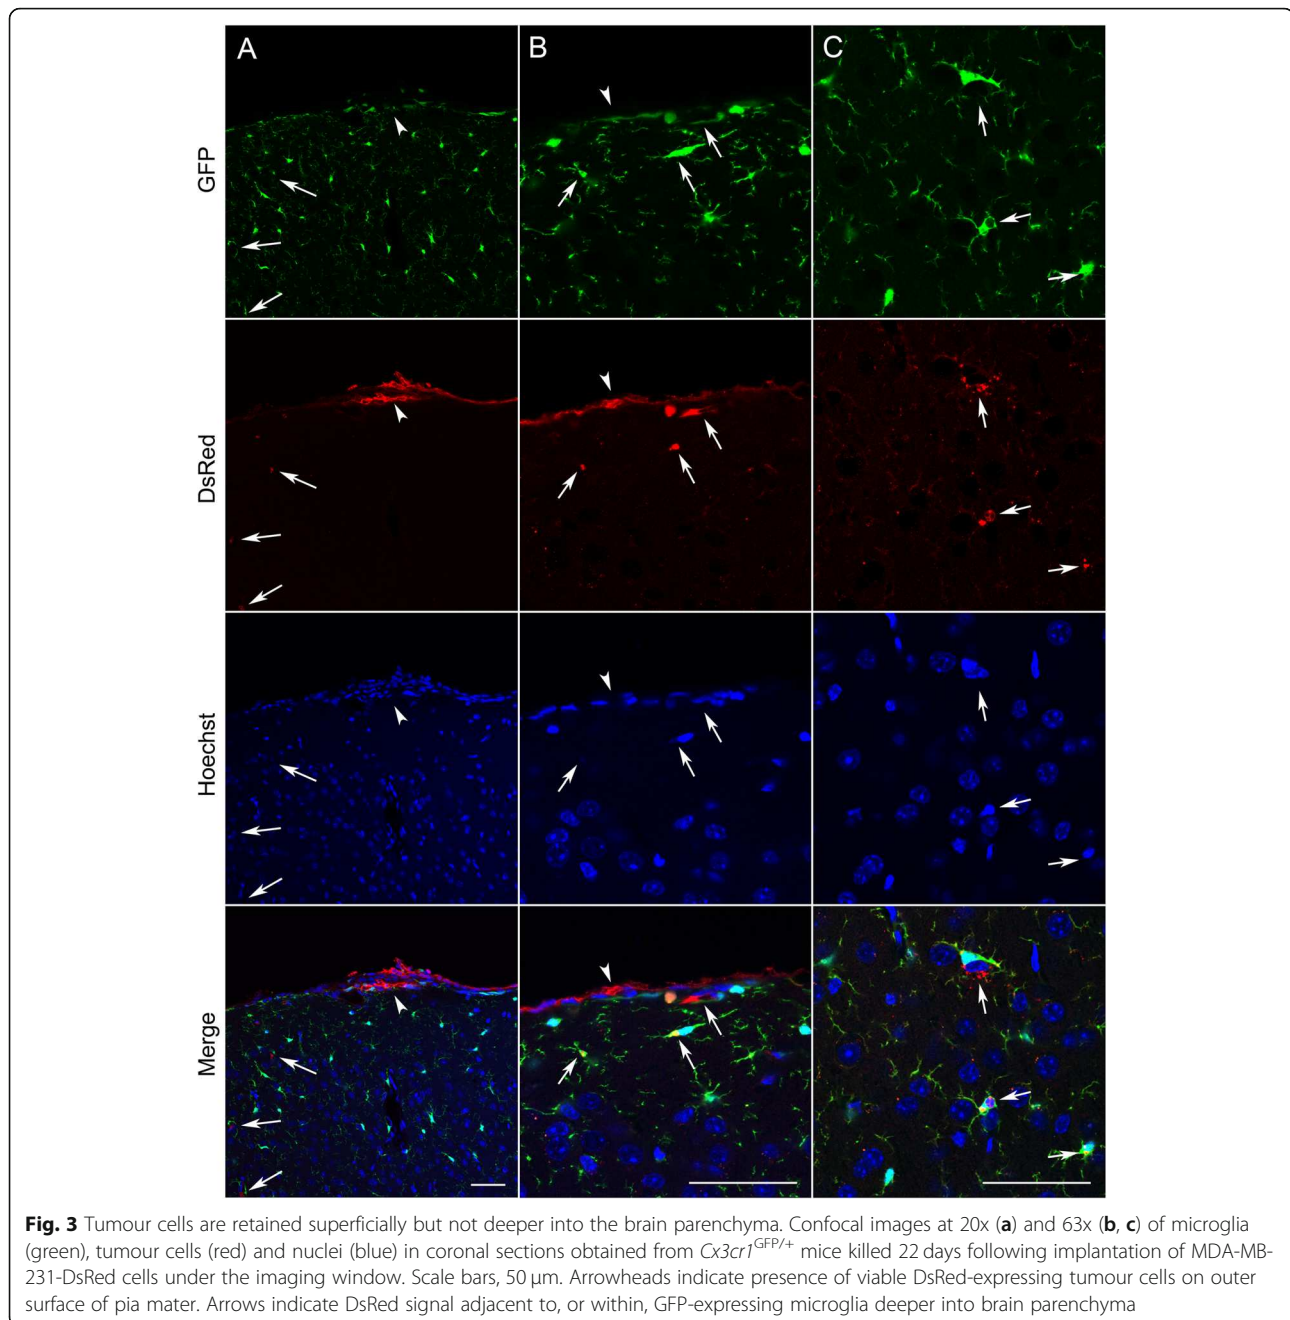 A
B
C
GFP
DsRed
Hoechst
Merge
Fig. 3 Tumour cells are retained superficially but not deeper into the brain parenchyma. Confocal images at 20x (a) and 63x (b, c) of microglia
(green), tumour cells (red) and nuclei (blue) in coronal sections obtained from Cx3cr1GFP/+ mice killed 22 days following implantation of MDA-MB-
231-DsRed cells under the imaging window. Scale bars, 50 μm. Arrowheads indicate presence of viable DsRed-expressing tumour cells on outer
surface of pia mater. Arrows indicate DsRed signal adjacent to, or within, GFP-expressing microglia deeper into brain parenchyma